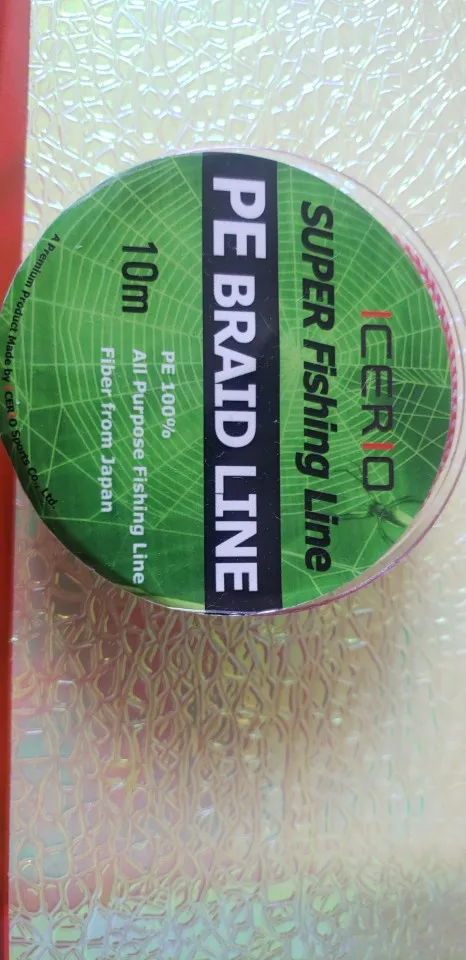 ICERIO
SUPER Fishing Line
PE BRAID LINE
10m
PE 100%
All Purpose Fishing Line
Fiber from Japan
A Premium Product Made by ICERIO Sports Co., Ltd.